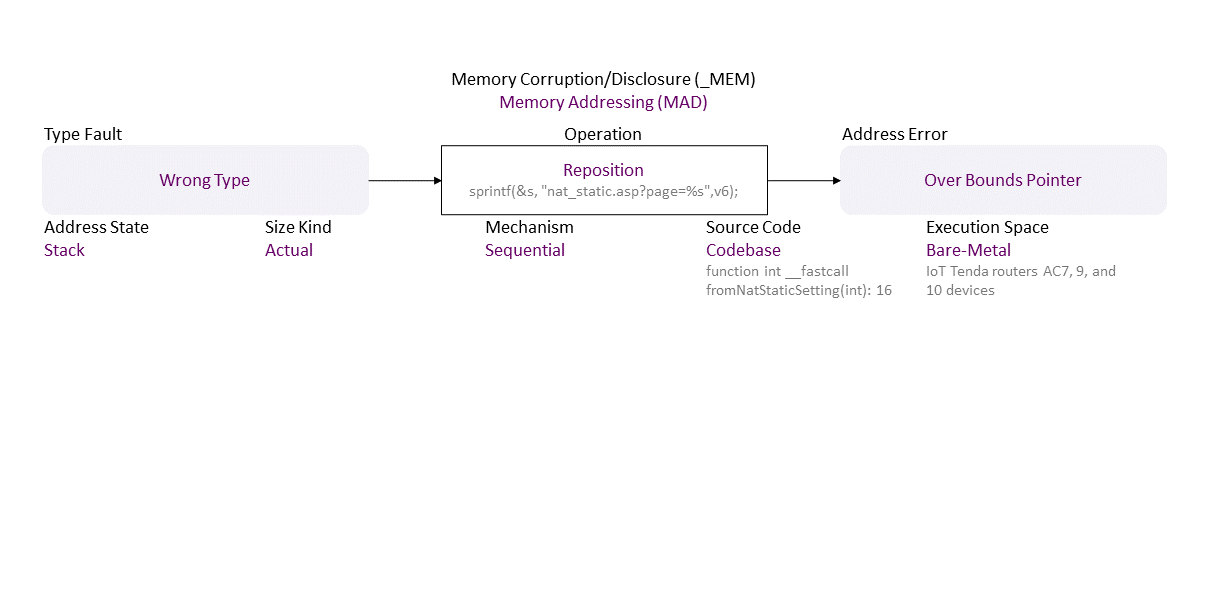 Memory Corruption/Disclosure (_MEM)
Memory Addressing (MAD)
Type Fault
Operation
Address Error
Wrong Type
Reposition
sprintf(&s, "nat_static.asp?page=%s",v6);
Over Bounds Pointer
Address State
Stack
Size Kind
Actual
Mechanism
Sequential
Source Code
Codebase
function int __fastcall
fromNatStaticSetting(int): 16
Execution Space
Bare-Metal
IoT Tenda routers AC7, 9, and
10 devices